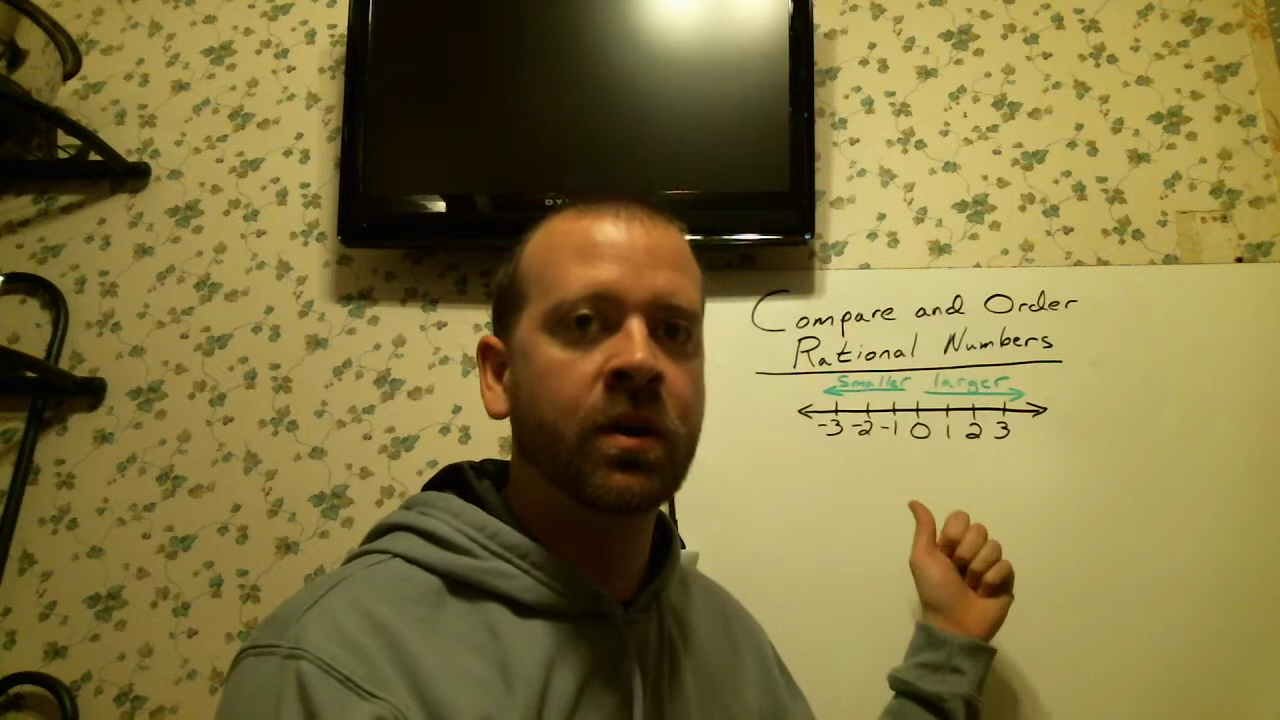 Compare and Order
Rational Numbers
Smaller larger
-3 -2 -1 0 1 2 3